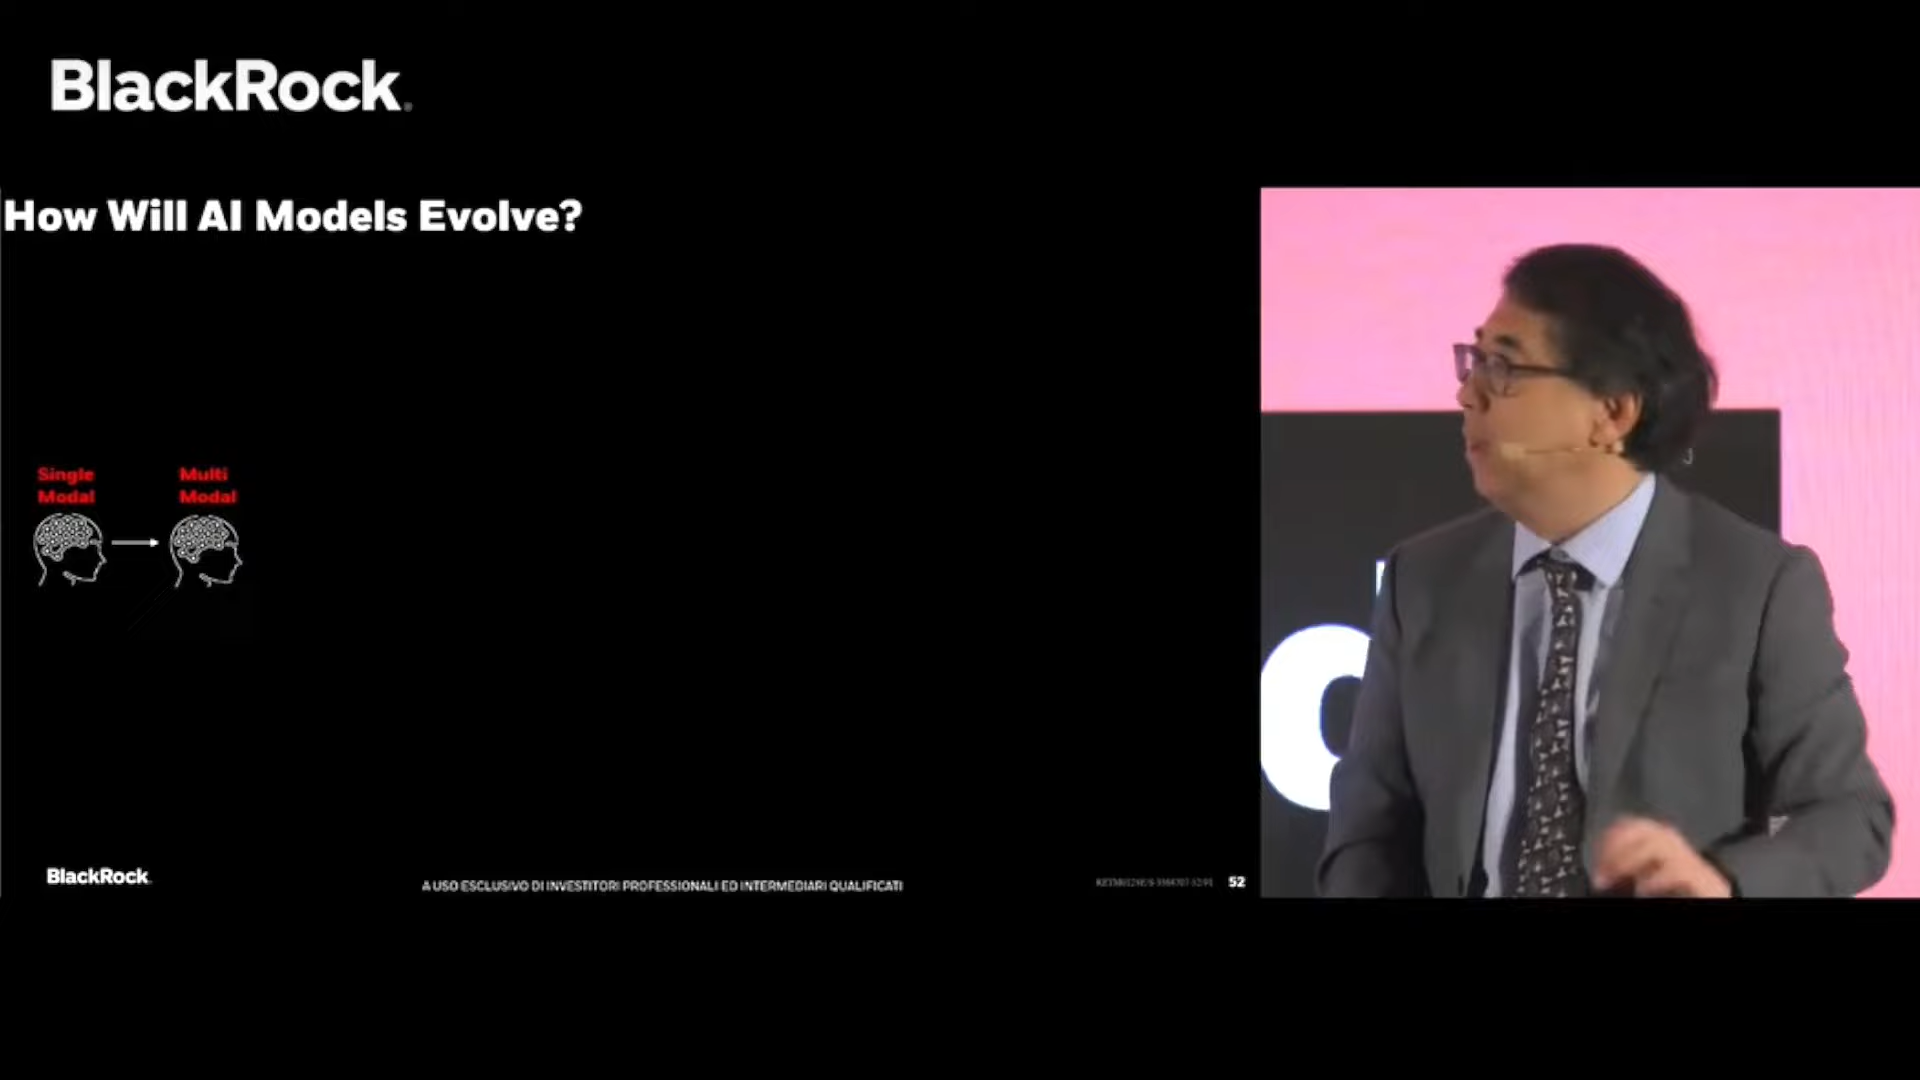 BlackRock.
How Will AI Models Evolve?
Single
Modal
Multi
Modal
BlackRock.
A USO ESCLUSIVO DI INVESTITORI PROFESSIONALI ED INTERMEDIARI QUALIFICATI
52